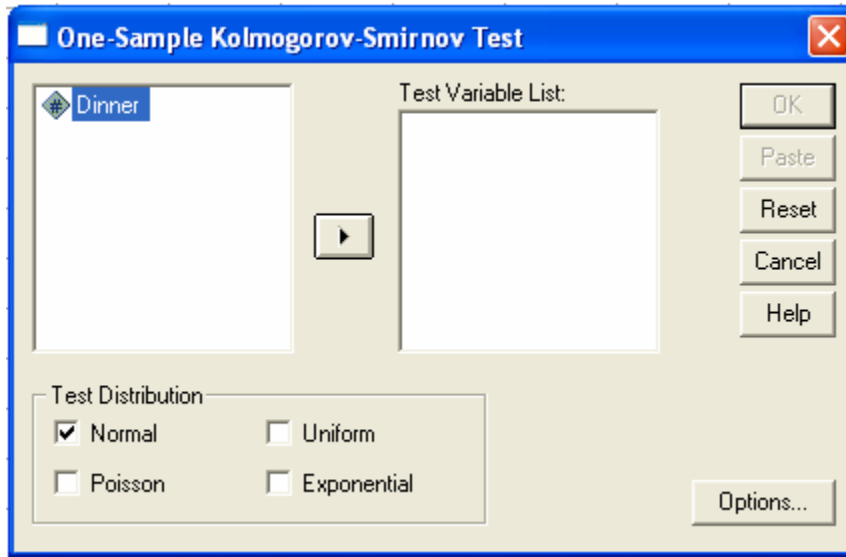 One-Sample Kolmogorov-Smirnov Test
# Dinner
Test Variable List:
OK
Paste
Reset
Cancel
Help
Test Distribution
Normal
Uniform
Poisson
Exponential
Options...